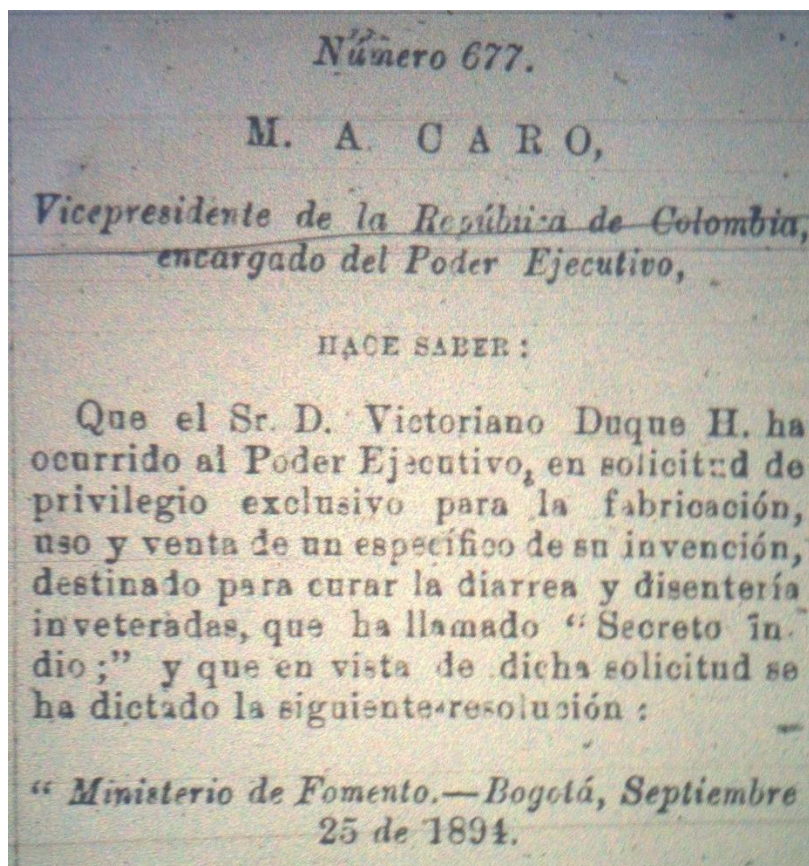 Número 677.
M. A. CARO,
Vicepresidente de la República de Colombia,
encargado del Poder Ejecutivo,
HACE SABER:
Que el Sr. D. Victoriano Duque H. ha
ocurrido al Poder Ejecutivo, en solicitud de
privilegio exclusivo para la fabricación,
uso y venta de un específico de su invención,
destinado para curar la diarrea y disentería
inveteradas, que ha llamado “Secreto in-
dio;” y que en vista de dicha solicitud se
ha dictado la siguiente resolución:
“Ministerio de Fomento.—Bogotá, Septiembre
25 de 1894.